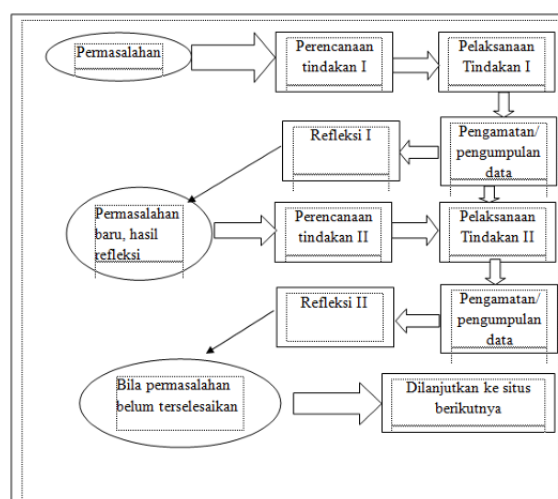 Permasalahan
Perencanaan
tindakan I
Pelaksanaan
Tindakan I
Refleksi I
Pengamatan/
pengumpulan
data
Permasalahan
baru, hasil
refleksi
Perencanaan
tindakan II
Pelaksanaan
Tindakan II
Refleksi II
Pengamatan/
pengumpulan
data
Bila permasalahan
belum terselesaikan
Dilanjutkan ke situs
berikutnya